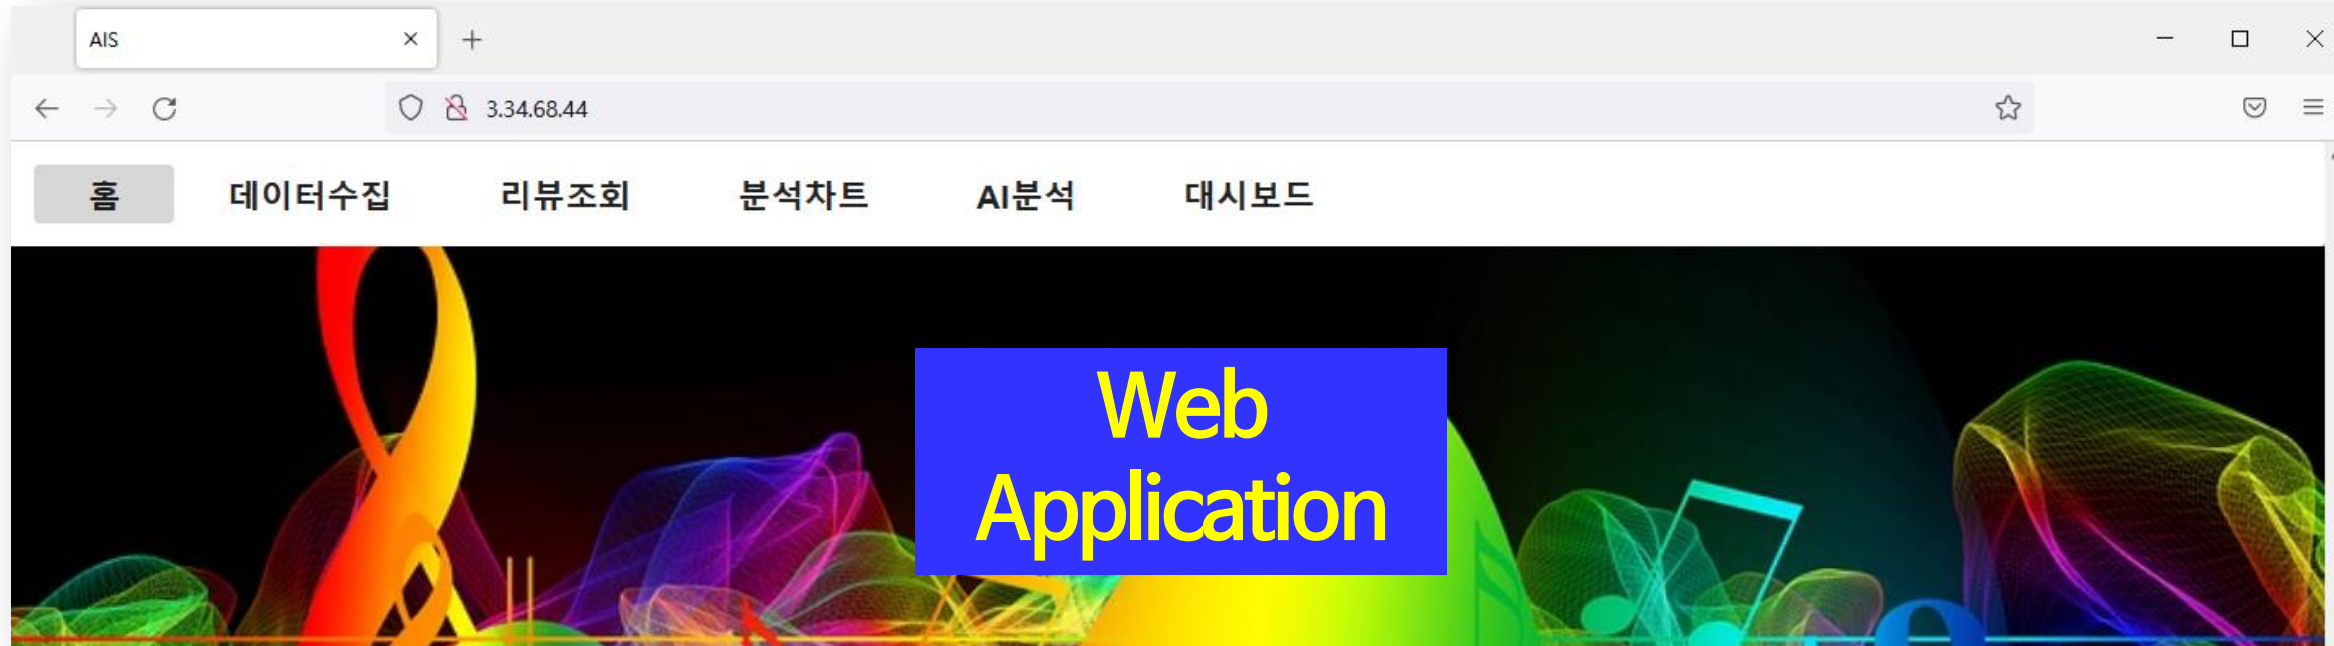 AIS
3.34.68.44
홈 데이터수집 리뷰조회 분석차트 AI분석 대시보드
Web
Application